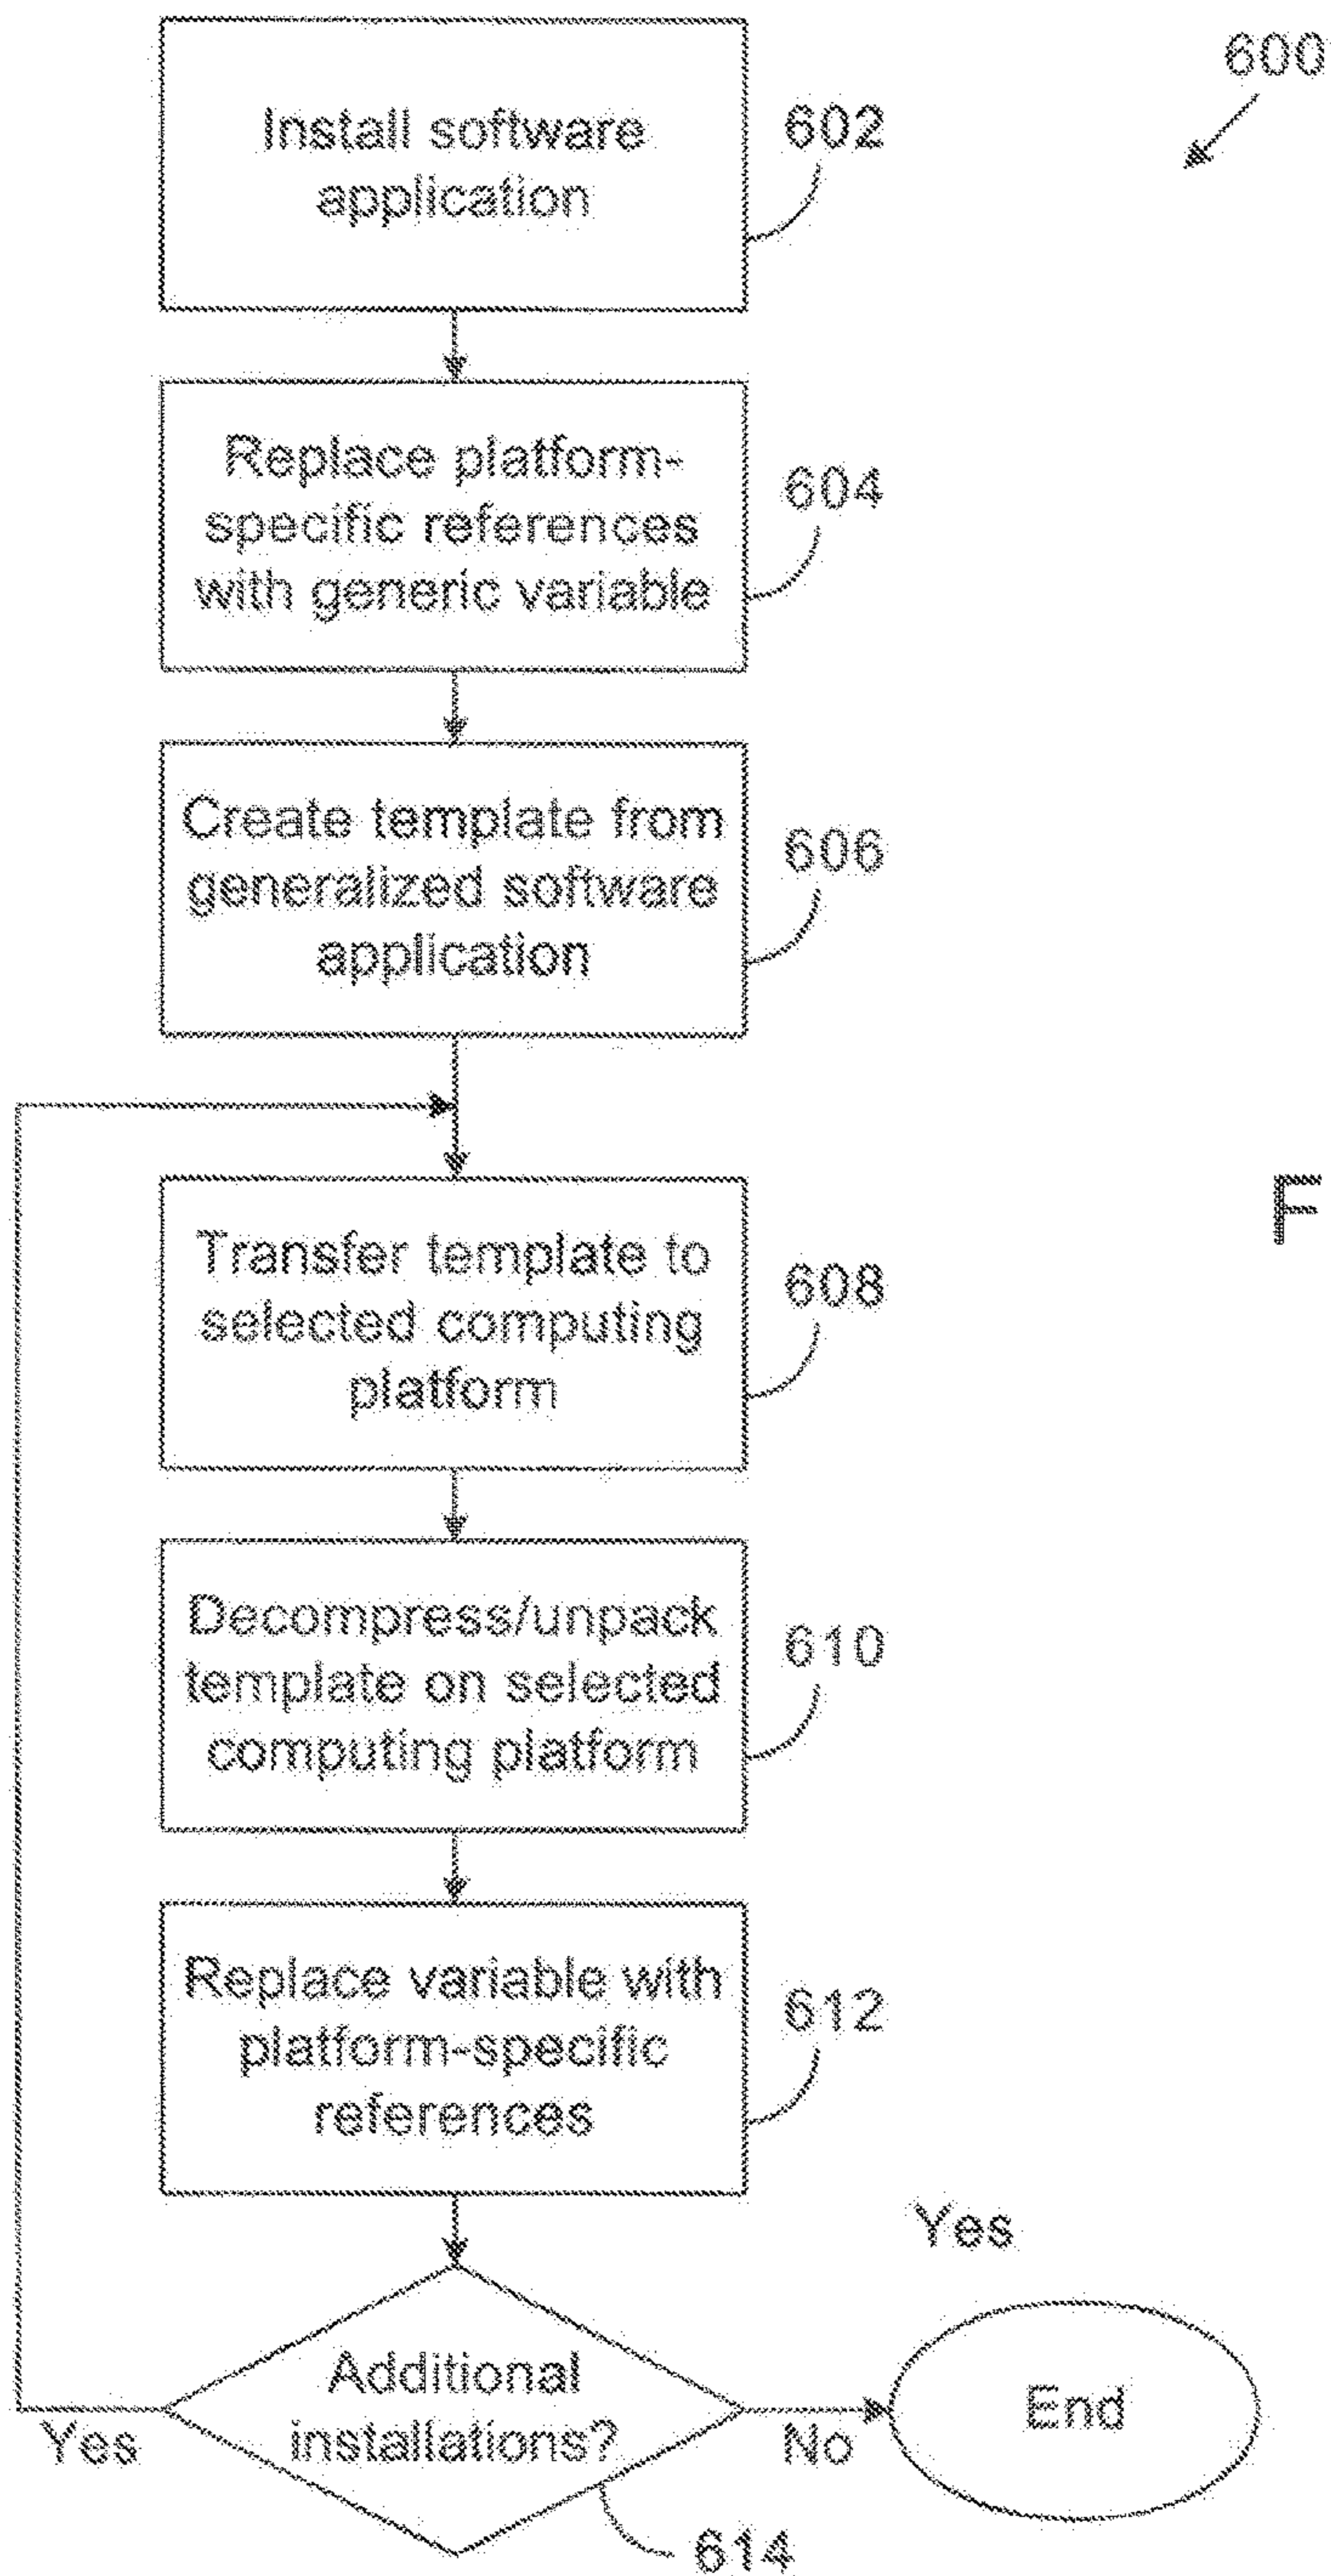 600
Install software
application
602
Replace platform-
specific references
with generic variable
604
Create template from
generalized software
application
606
Transfer template to
selected computing
platform
608
F
Decompress/unpack
template on selected
computing platform
610
Replace variable with
platform-specific
references
612
Yes
Additional
installations?
End
Yes
No
614